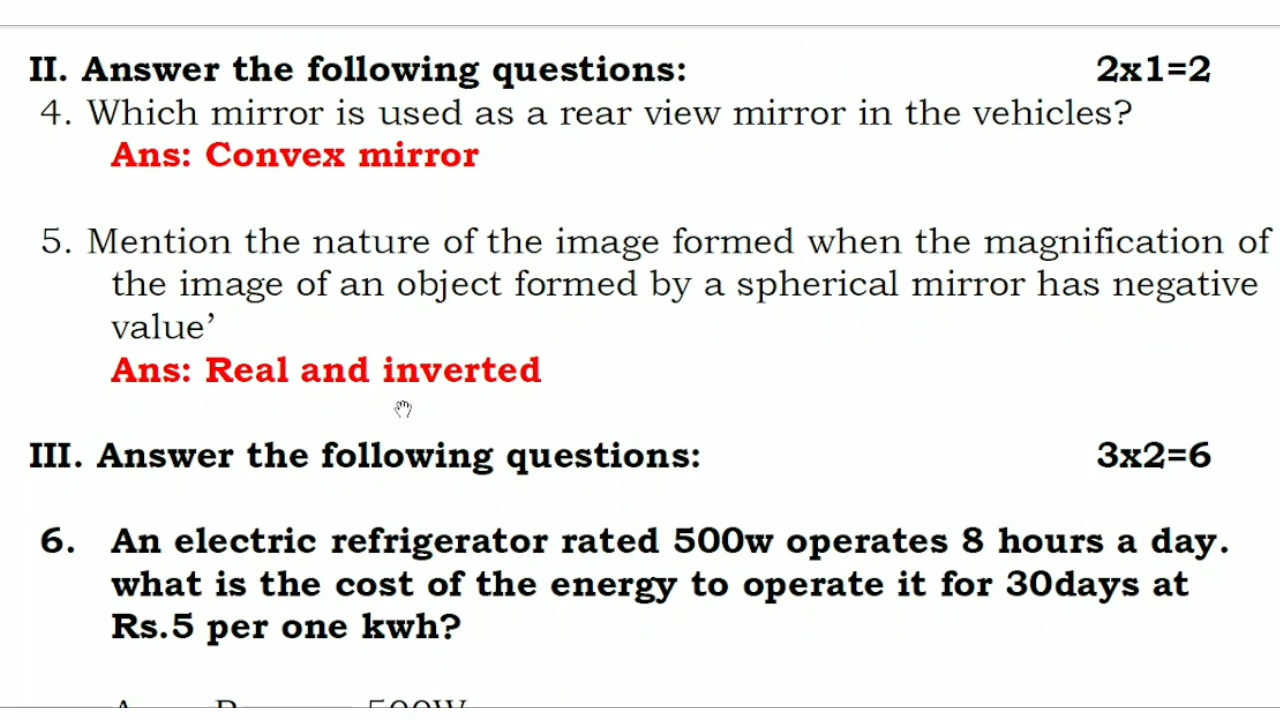 II. Answer the following questions: 2x1=2
4. Which mirror is used as a rear view mirror in the vehicles?
Ans: Convex mirror
5. Mention the nature of the image formed when the magnification of
the image of an object formed by a spherical mirror has negative
value’
Ans: Real and inverted
III. Answer the following questions: 3x2=6
6. An electric refrigerator rated 500w operates 8 hours a day.
what is the cost of the energy to operate it for 30days at
Rs.5 per one kwh?
500W